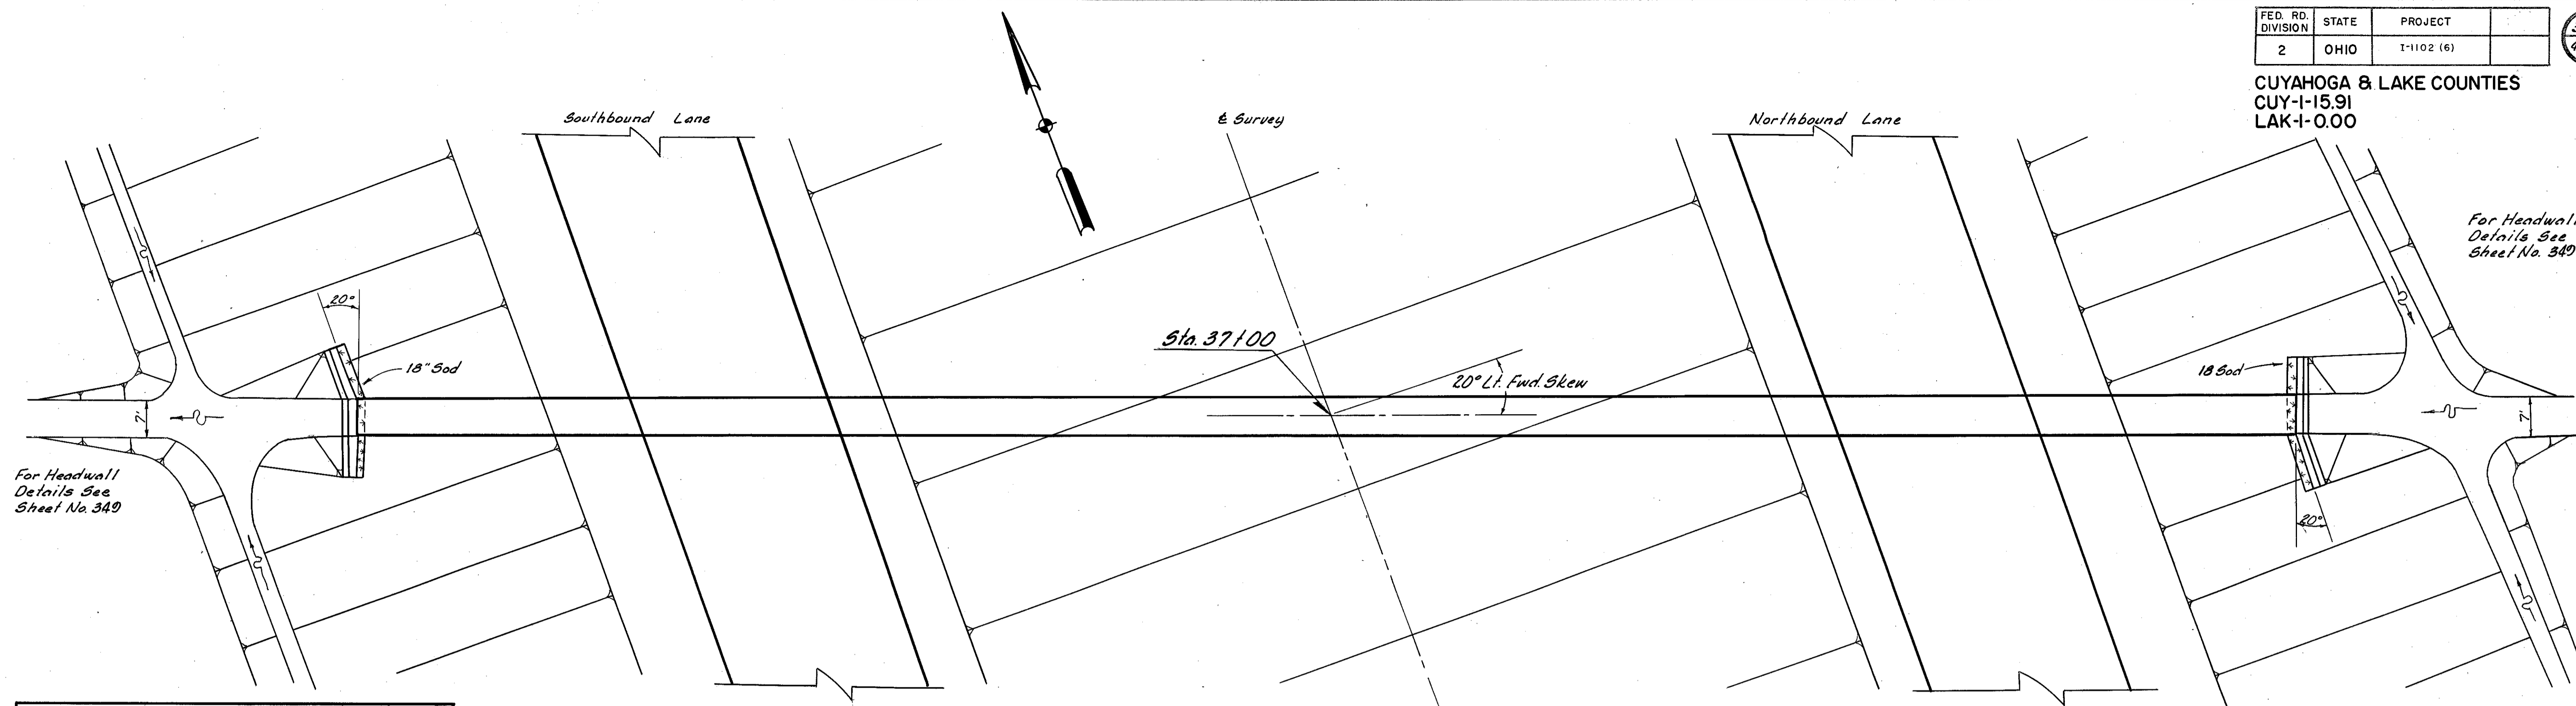 FED. RD. DIVISION STATE PROJECT
2 OHIO I-1102 (6)
CUYAHOGA & LAKE COUNTIES
CUY-I-15.91
LAK-I-0.00
Southbound Lane
℄ Survey
Northbound Lane
For Headwall
Details See
Sheet No. 349
20°
18" Sod
Sta. 37+00
20° Lt. Fwd. Skew
18 Sod
7'
7'
For Headwall
Details See
Sheet No. 349
20°